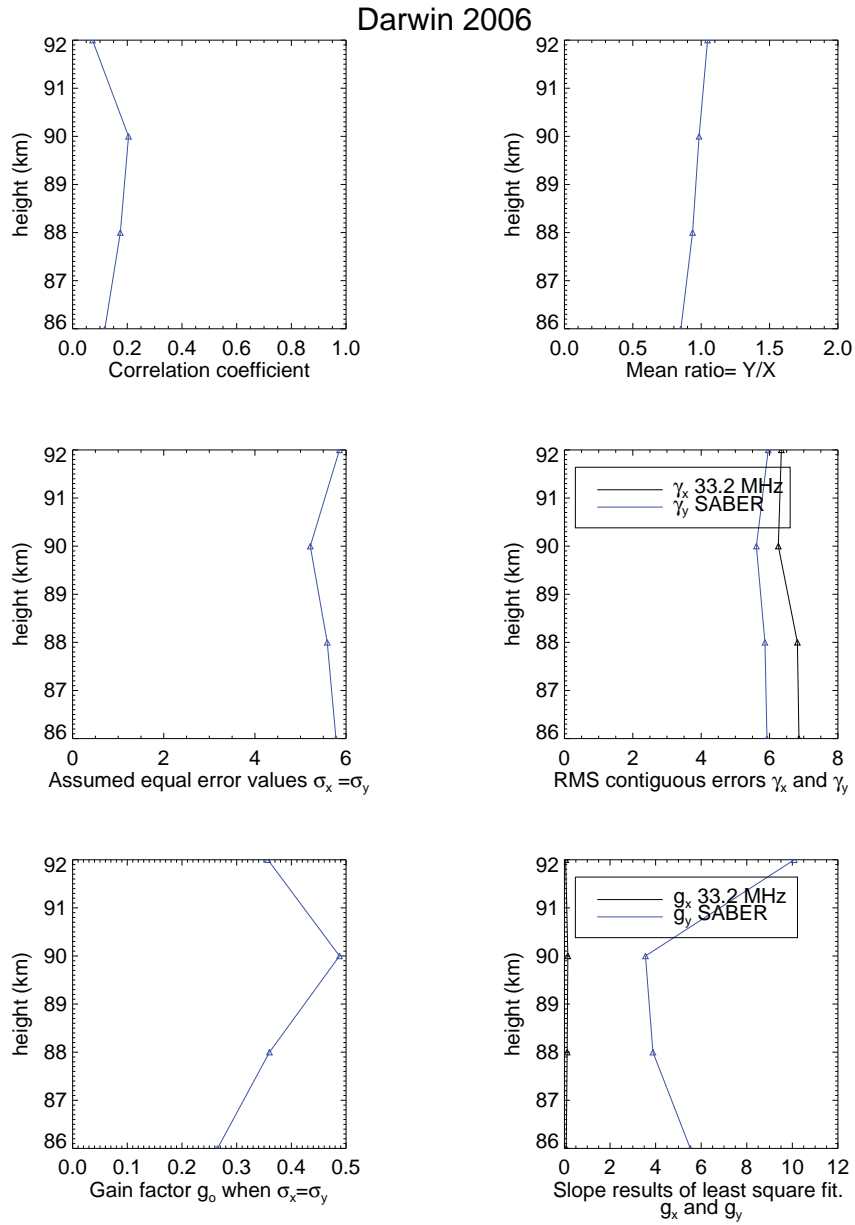 Darwin 2006
92
91
90
89
88
87
86
height (km)
0.0 0.2 0.4 0.6 0.8 1.0
Correlation coefficient
92
91
90
89
88
87
86
height (km)
0.0 0.5 1.0 1.5 2.0
Mean ratio= Y/X
92
91
90
89
88
87
86
height (km)
0 2 4 6
Assumed equal error values σx =σy
92
91
90
89
88
87
86
height (km)
γx 33.2 MHz
γy SABER
0 2 4 6 8
RMS contiguous errors γx and γy
92
91
90
89
88
87
86
height (km)
0.0 0.1 0.2 0.3 0.4 0.5
Gain factor go when σx=σy
92
91
90
89
88
87
86
height (km)
gx 33.2 MHz
gy SABER
0 2 4 6 8 10 12
Slope results of least square fit.
gx and gy